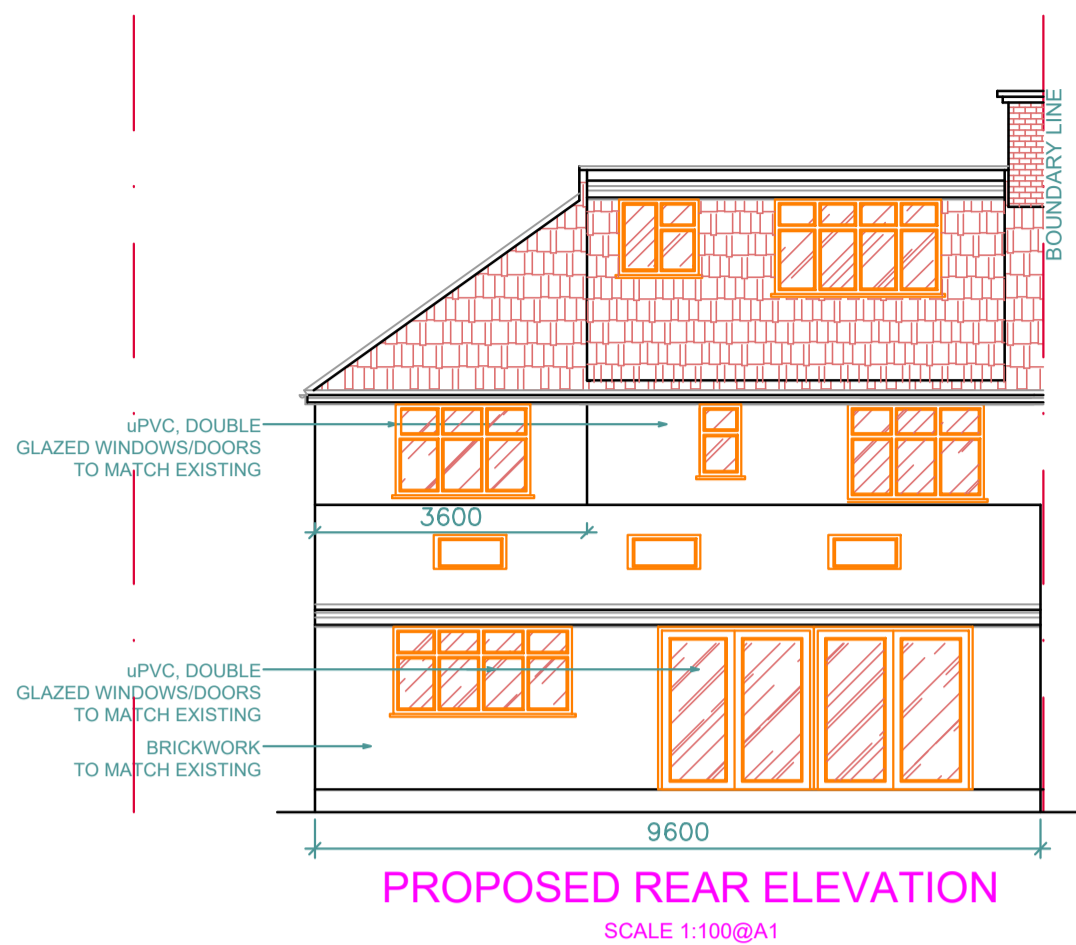 BOUNDARY LINE
uPVC, DOUBLE
GLAZED WINDOWS/DOORS
TO MATCH EXISTING
3600
uPVC, DOUBLE
GLAZED WINDOWS/DOORS
TO MATCH EXISTING
BRICKWORK
TO MATCH EXISTING
9600
PROPOSED REAR ELEVATION
SCALE 1:100@A1